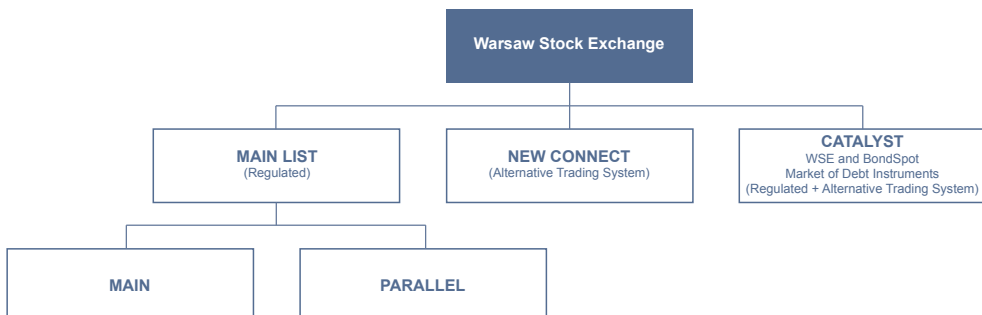 Warsaw Stock Exchange
MAIN LIST
(Regulated)
NEW CONNECT
(Alternative Trading System)
CATALYST
WSE and BondSpot
Market of Debt Instruments
(Regulated + Alternative Trading System)
MAIN
PARALLEL